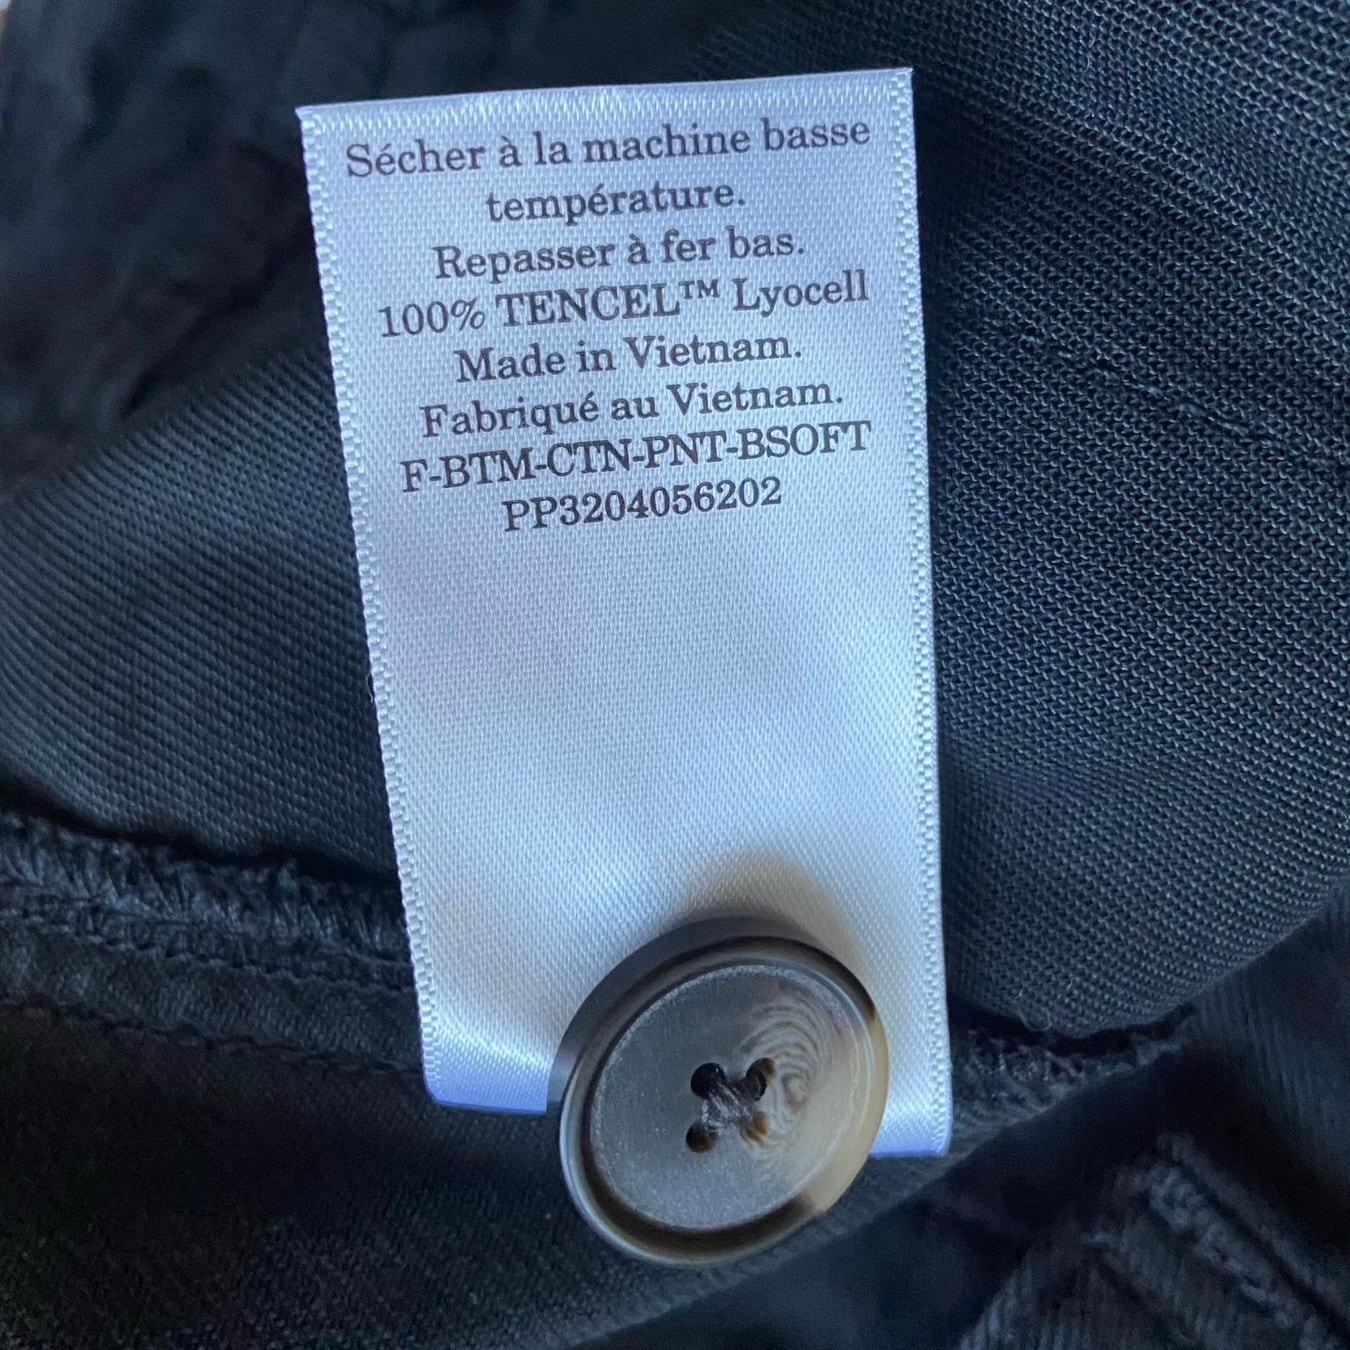 Sécher à la machine basse
température.
Repasser à fer bas.
100% TENCEL™ Lyocell
Made in Vietnam.
Fabriqué au Vietnam.
F-BTM-CTN-PNT-BSOFT
PP3204056202